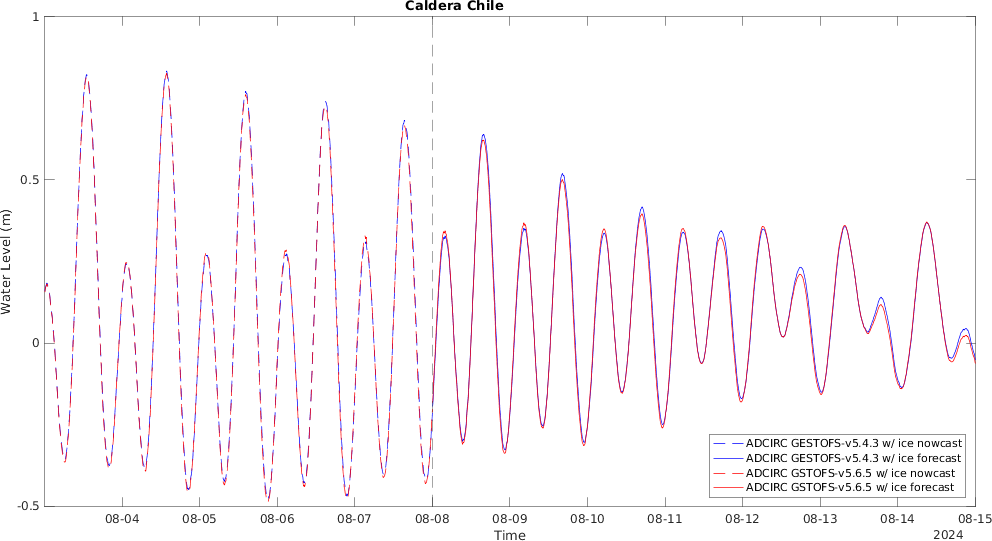 Caldera Chile
1
0.5
0
-0.5
Water Level (m)
ADCIRC GESTOFS-v5.4.3 w/ ice nowcast
ADCIRC GESTOFS-v5.4.3 w/ ice forecast
ADCIRC GSTOFS-v5.6.5 w/ ice nowcast
ADCIRC GSTOFS-v5.6.5 w/ ice forecast
08-04 08-05 08-06 08-07 08-08 08-09 08-10 08-11 08-12 08-13 08-14 08-15
Time
2024